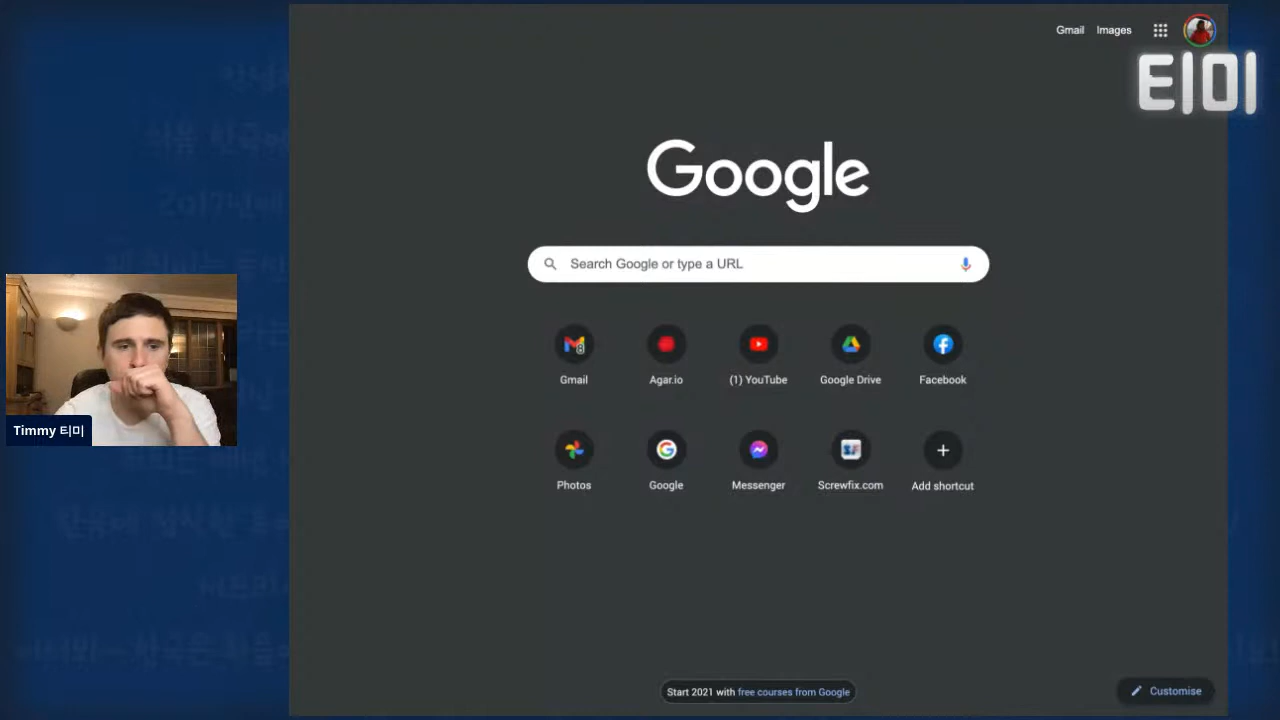 Gmail Images
티미
Google
Search Google or type a URL
Gmail
Agar.io
(1) YouTube
Google Drive
Facebook
Photos
Google
Messenger
Screwfix.com
Add shortcut
Timmy 티미
Start 2021 with free courses from Google
Customise